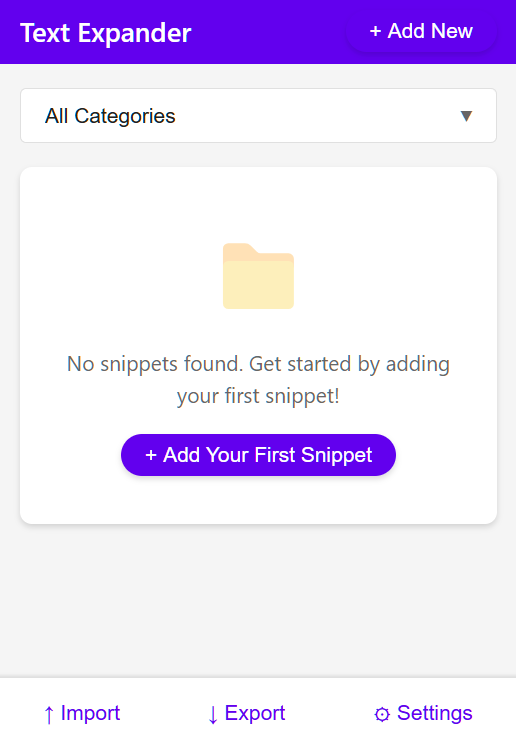 Text Expander
+ Add New
All Categories
No snippets found. Get started by adding
your first snippet!
+ Add Your First Snippet
↑ Import
↓ Export
⚙ Settings